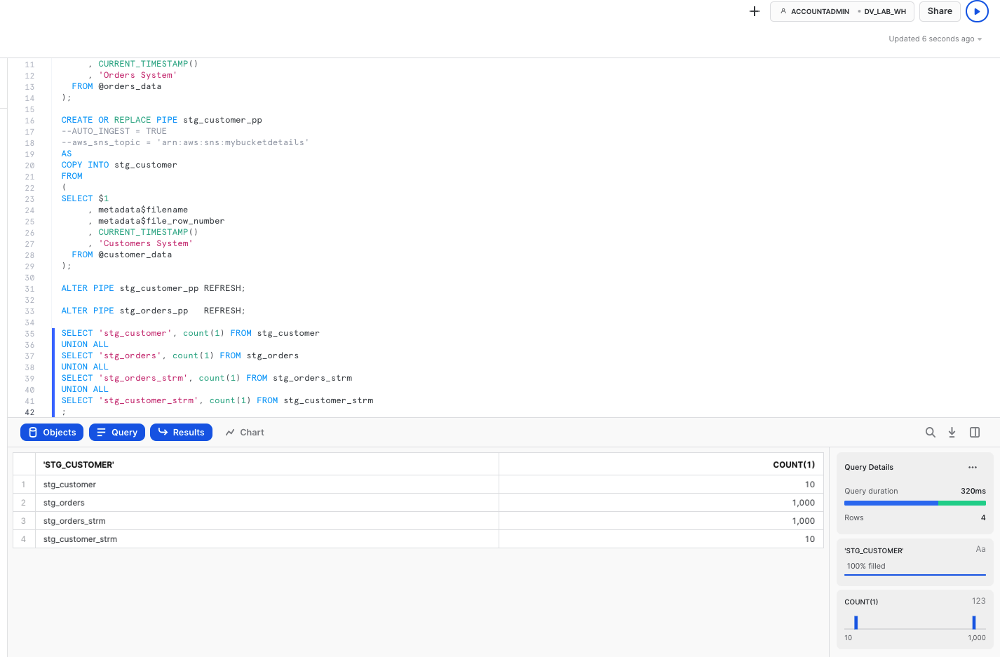 + ACCOUNTADMIN • DV_LAB_WH Share
Updated 6 seconds ago
11 , CURRENT_TIMESTAMP()
12 , 'Orders System'
13 FROM @orders_data
14 );
15
16 CREATE OR REPLACE PIPE stg_customer_pp
17 --AUTO_INGEST = TRUE
18 --aws_sns_topic = 'arn:aws:sns:mybucketdetails'
19 AS
20 COPY INTO stg_customer
21 FROM
22 (
23 SELECT $1
24 , metadata$filename
25 , metadata$file_row_number
26 , CURRENT_TIMESTAMP()
27 , 'Customers System'
28 FROM @customer_data
29 );
30
31 ALTER PIPE stg_customer_pp REFRESH;
32
33 ALTER PIPE stg_orders_pp REFRESH;
34
35 SELECT 'stg_customer', count(1) FROM stg_customer
36 UNION ALL
37 SELECT 'stg_orders', count(1) FROM stg_orders
38 UNION ALL
39 SELECT 'stg_orders_strm', count(1) FROM stg_orders_strm
40 UNION ALL
41 SELECT 'stg_customer_strm', count(1) FROM stg_customer_strm
42 ;
Objects Query Results Chart
'STG_CUSTOMER' COUNT(1)
1 stg_customer 10
2 stg_orders 1,000
3 stg_orders_strm 1,000
4 stg_customer_strm 10
Query Details ...
Query duration 320ms
Rows 4
'STG_CUSTOMER' Aa
100% filled
COUNT(1) 123
10 1,000